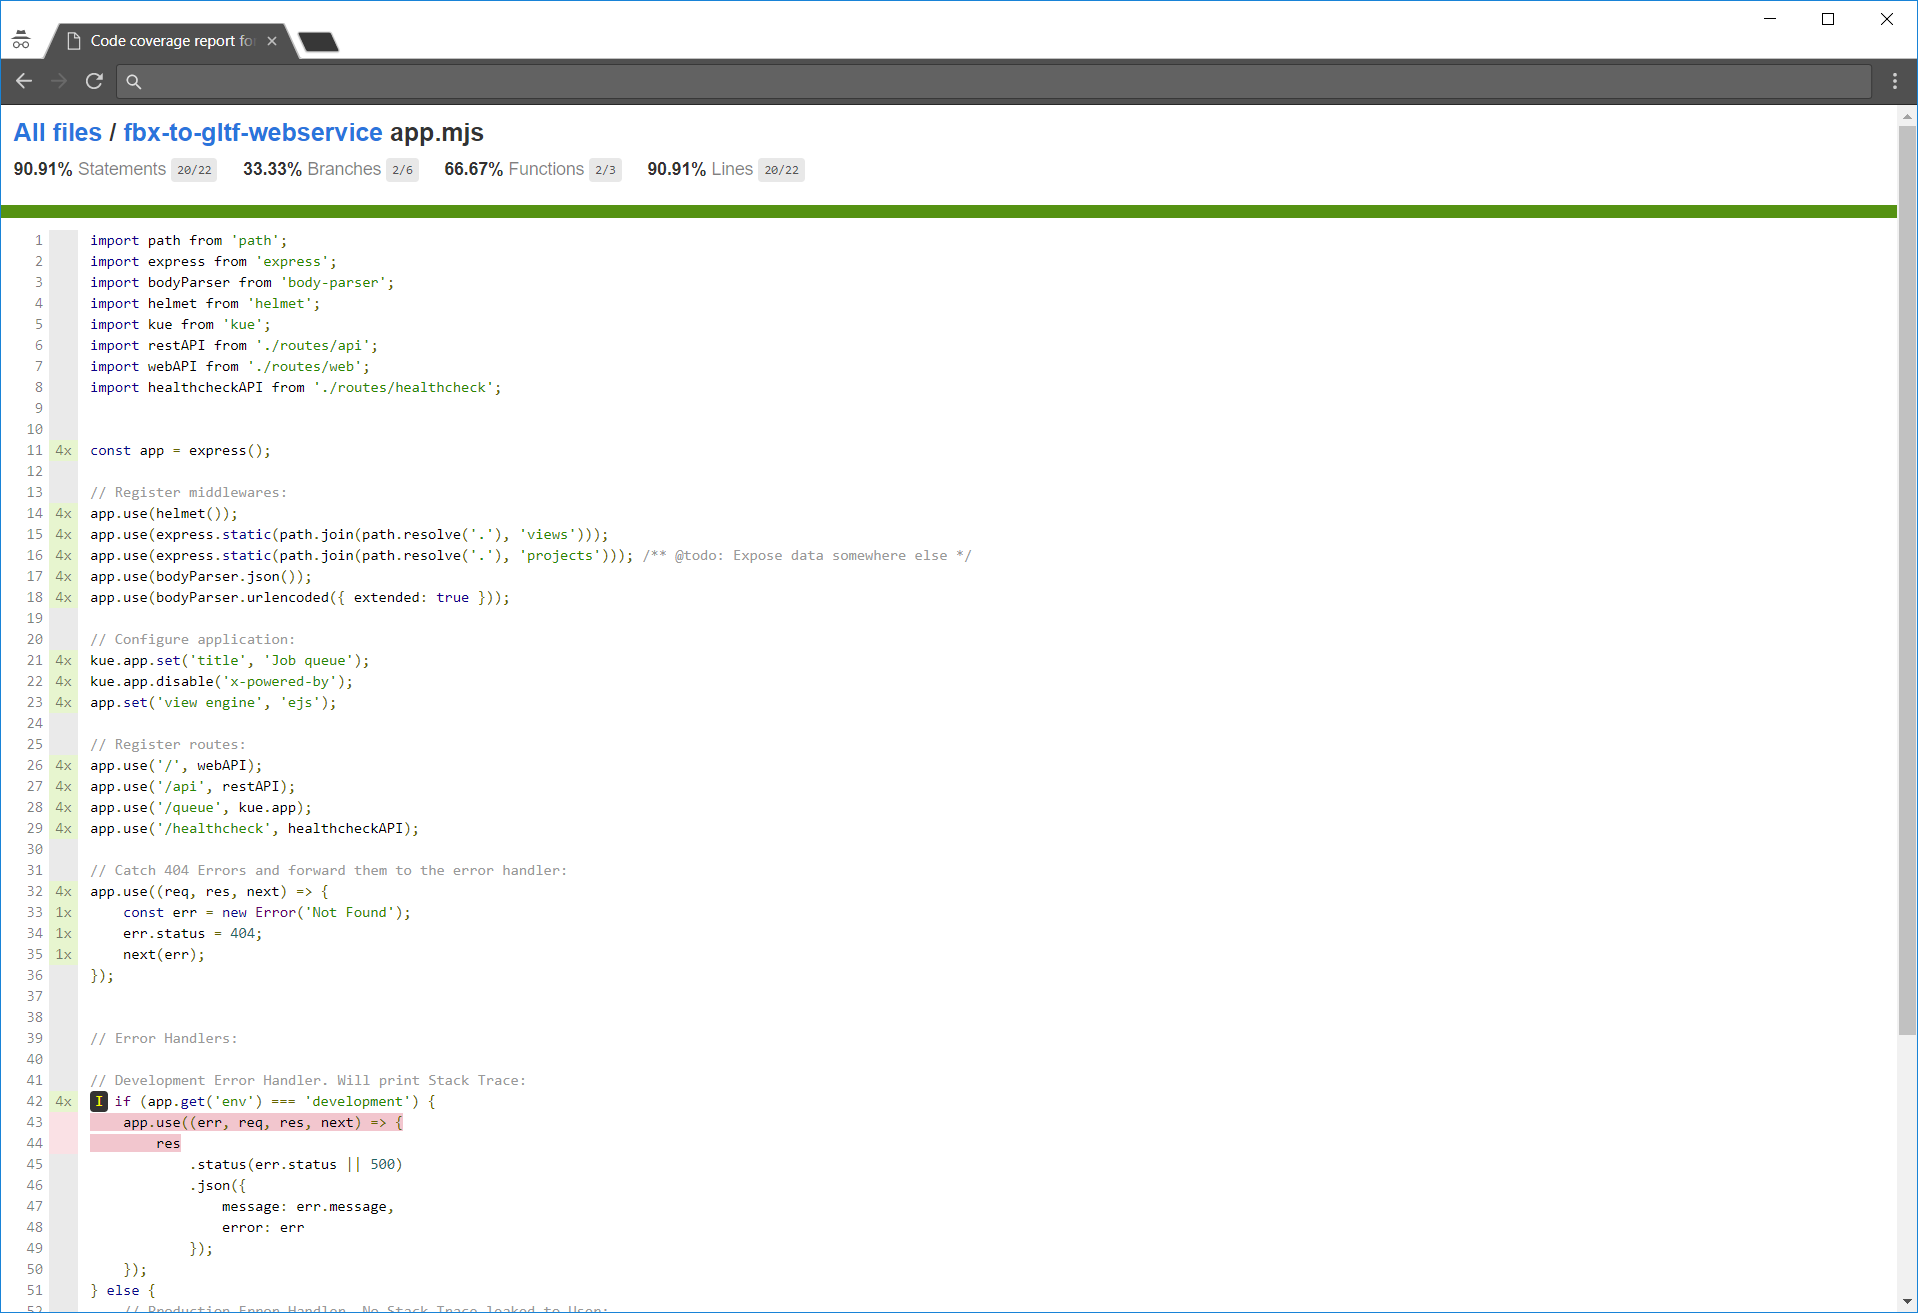 Code coverage report fo
All files / fbx-to-gltf-webservice app.mjs
90.91% Statements 20/22 33.33% Branches 2/6 66.67% Functions 2/3 90.91% Lines 20/22
1 import path from 'path';
2 import express from 'express';
3 import bodyParser from 'body-parser';
4 import helmet from 'helmet';
5 import kue from 'kue';
6 import restAPI from './routes/api';
7 import webAPI from './routes/web';
8 import healthcheckAPI from './routes/healthcheck';
9
10
11 4x const app = express();
12
13 // Register middlewares:
14 4x app.use(helmet());
15 4x app.use(express.static(path.join(path.resolve('.'), 'views')));
16 4x app.use(express.static(path.join(path.resolve('.'), 'projects'))); /** @todo: Expose data somewhere else */
17 4x app.use(bodyParser.json());
18 4x app.use(bodyParser.urlencoded({ extended: true }));
19
20 // Configure application:
21 4x kue.app.set('title', 'Job queue');
22 4x kue.app.disable('x-powered-by');
23 4x app.set('view engine', 'ejs');
24
25 // Register routes:
26 4x app.use('/', webAPI);
27 4x app.use('/api', restAPI);
28 4x app.use('/queue', kue.app);
29 4x app.use('/healthcheck', healthcheckAPI);
30
31 // Catch 404 Errors and forward them to the error handler:
32 4x app.use((req, res, next) => {
33 1x const err = new Error('Not Found');
34 1x err.status = 404;
35 1x next(err);
36 });
37
38
39 // Error Handlers:
40
41 // Development Error Handler. Will print Stack Trace:
42 4x I if (app.get('env') === 'development') {
43 app.use((err, req, res, next) => {
44 res
45 .status(err.status || 500)
46 .json({
47 message: err.message,
48 error: err
49 });
50 });
51 } else {
52 // Production Error Handler. No Stack Trace leaked to User: